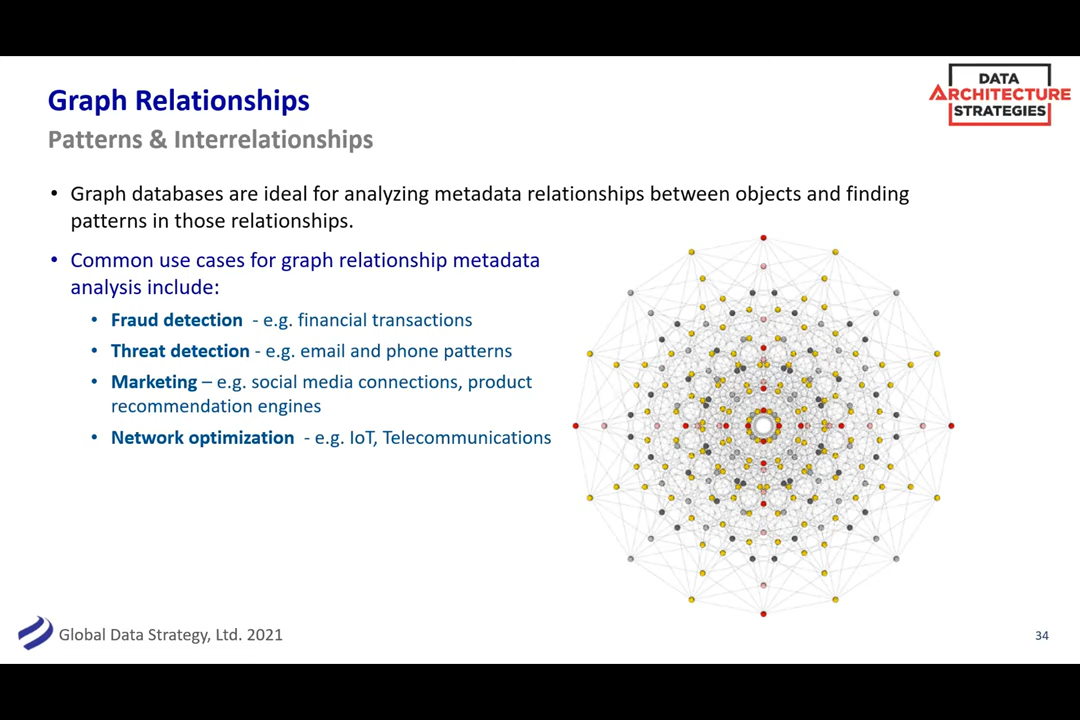 Graph Relationships
Patterns & Interrelationships
DATA
ARCHITECTURE
STRATEGIES
• Graph databases are ideal for analyzing metadata relationships between objects and finding
patterns in those relationships.
• Common use cases for graph relationship metadata
analysis include:
• Fraud detection - e.g. financial transactions
• Threat detection - e.g. email and phone patterns
• Marketing – e.g. social media connections, product
recommendation engines
• Network optimization - e.g. IoT, Telecommunications
Global Data Strategy, Ltd. 2021
34